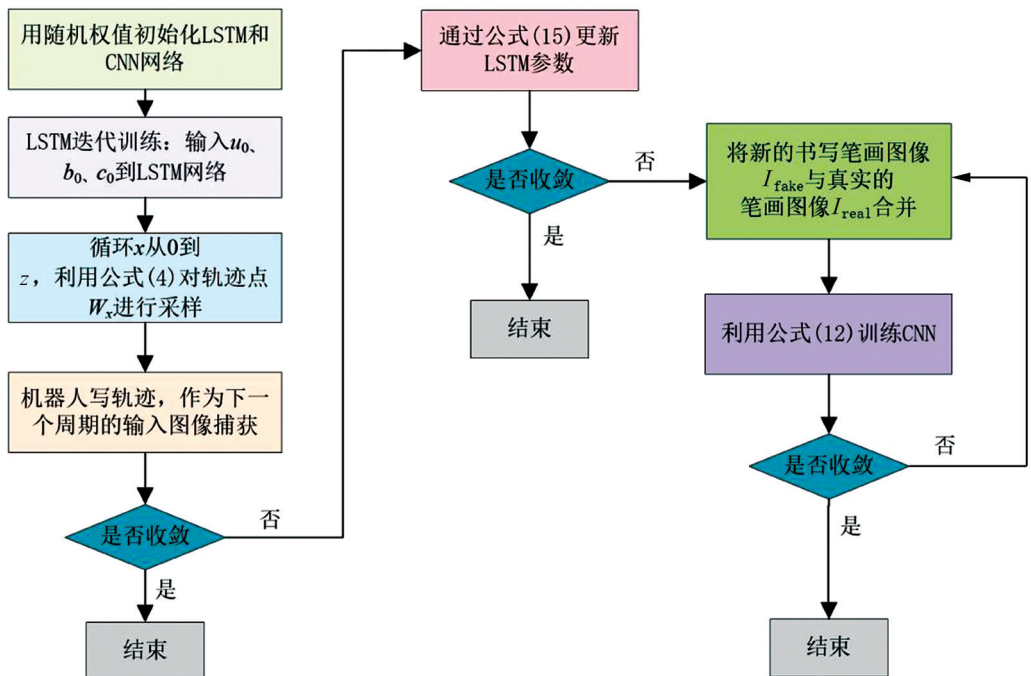 用随机权值初始化LSTM和
CNN网络
LSTM迭代训练：输入u₀、
b₀、c₀到LSTM网络
循环x从0到
z，利用公式(4)对轨迹点
Wₓ进行采样
机器人写轨迹，作为下一
个周期的输入图像捕获
是否收敛
否
是
结束
通过公式(15)更新
LSTM参数
是否收敛
否
是
结束
将新的书写笔画图像
I_fake与真实的
笔画图像I_real合并
利用公式(12)训练CNN
是否收敛
否
是
结束